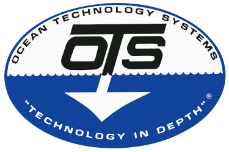 OCEAN TECHNOLOGY SYSTEMS
OTS
"TECHNOLOGY IN DEPTH"®